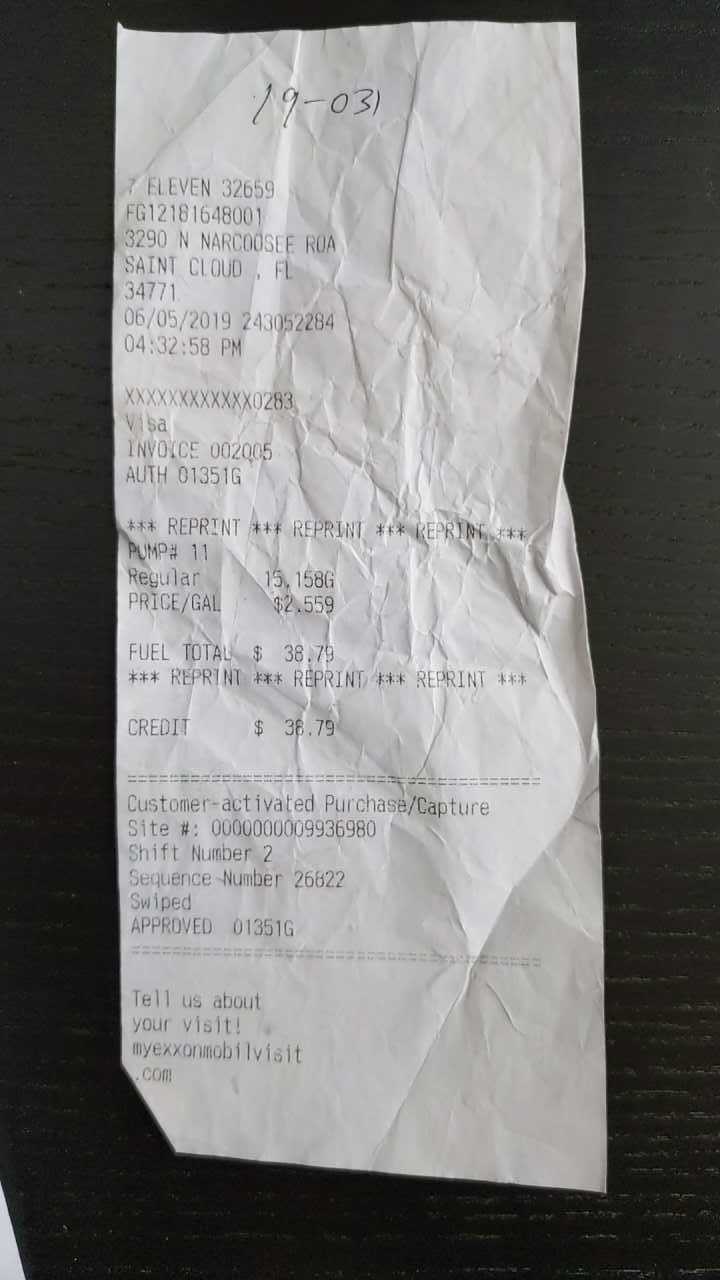 19-031
7 ELEVEN 32659
FG12181648001
3290 N NARCOOSEE ROA
SAINT CLOUD , FL
34771
06/05/2019 243052284
04:32:58 PM
XXXXXXXXXXXX0283
Visa
INVOICE 002005
AUTH 01351G
*** REPRINT *** REPRINT *** REPRINT ***
PUMP# 11
Regular 15.158G
PRICE/GAL $2.559
FUEL TOTAL $ 38.79
*** REPRINT *** REPRINT *** REPRINT ***
CREDIT $ 38.79
========================================
Customer-activated Purchase/Capture
Site #: 0000000009936980
Shift Number 2
Sequence Number 26822
Swiped
APPROVED 01351G
========================================
Tell us about
your visit!
myexxonmobilvisit
.com